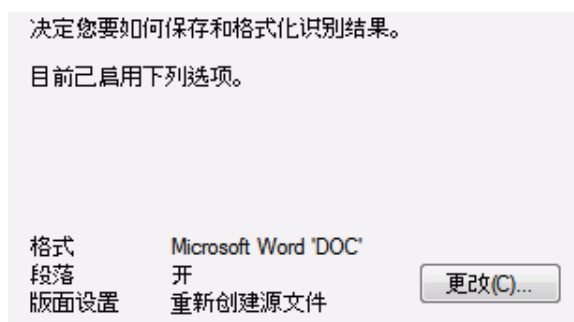 决定您要如何保存和格式化识别结果。
目前已启用下列选项。
格式 Microsoft Word "DOC"
段落 开
版面设置 重新创建源文件
更改(C)...